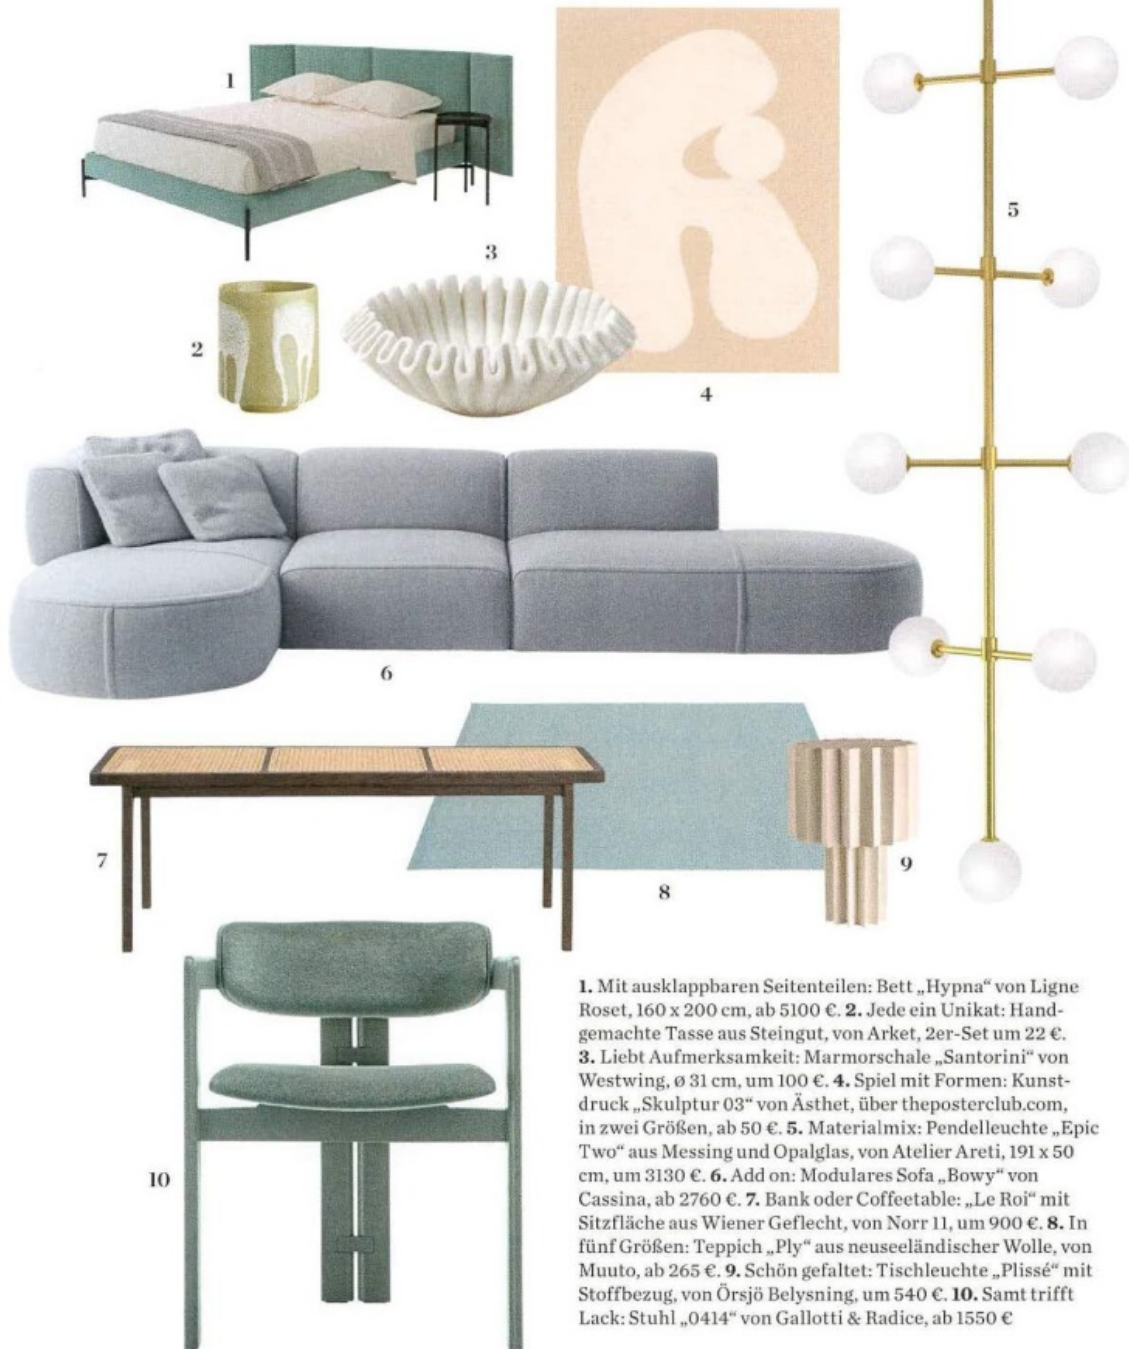 1
3
5
2
4
6
7
8
9
10
1. Mit ausklappbaren Seitenteilen: Bett „Hypna“ von Ligne
Roset, 160 x 200 cm, ab 5100 €. 2. Jede ein Unikat: Hand-
gemachte Tasse aus Steingut, von Arket, 2er-Set um 22 €.
3. Liebt Aufmerksamkeit: Marmorschale „Santorini“ von
Westwing, ø 31 cm, um 100 €. 4. Spiel mit Formen: Kunst-
druck „Skulptur 03“ von Ästhet, über theposterclub.com,
in zwei Größen, ab 50 €. 5. Materialmix: Pendelleuchte „Epic
Two“ aus Messing und Opalglas, von Atelier Areti, 191 x 50
cm, um 3130 €. 6. Add on: Modulares Sofa „Bowy“ von
Cassina, ab 2760 €. 7. Bank oder Coffeetable: „Le Roi“ mit
Sitzfläche aus Wiener Geflecht, von Norr 11, um 900 €. 8. In
fünf Größen: Teppich „Ply“ aus neuseeländischer Wolle, von
Muuto, ab 265 €. 9. Schön gefaltet: Tischleuchte „Plissé“ mit
Stoffbezug, von Örsjö Belysning, um 540 €. 10. Samt trifft
Lack: Stuhl „0414“ von Gallotti & Radice, ab 1550 €